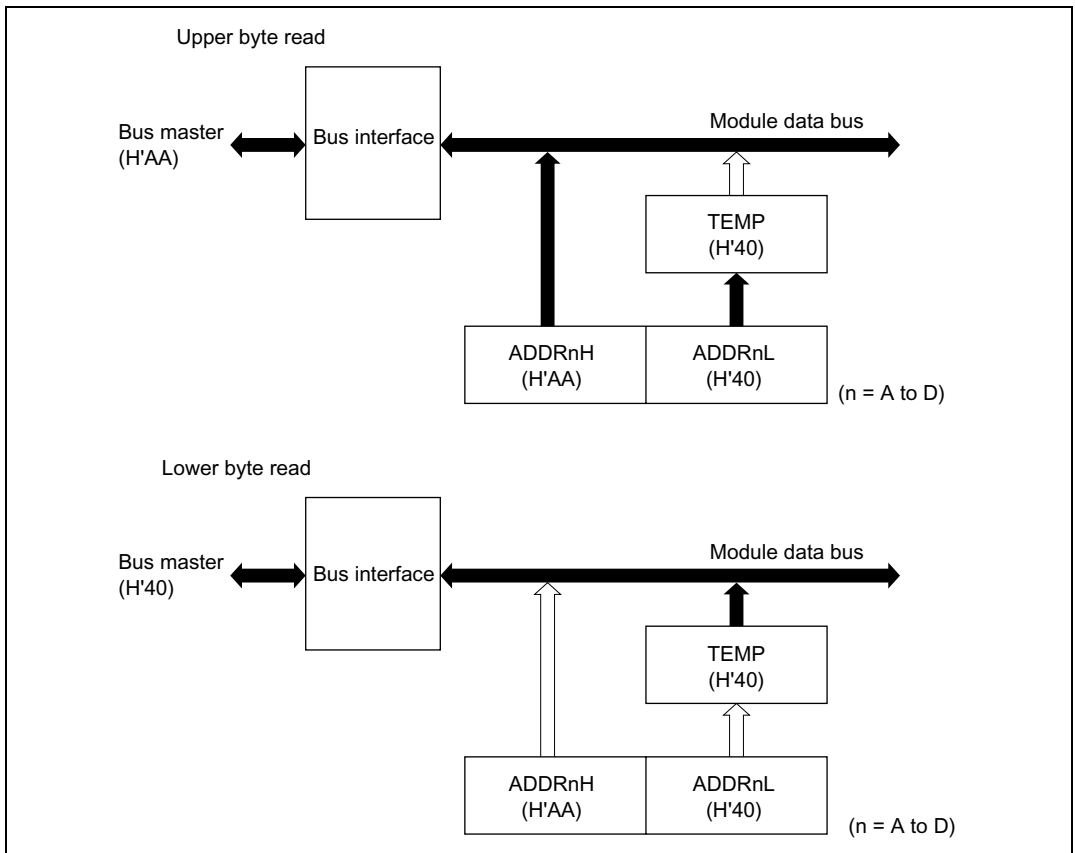 Upper byte read
Bus master
(H'AA)
Bus interface
Module data bus
TEMP
(H'40)
ADDRnH
(H'AA)
ADDRnL
(H'40)
(n = A to D)
Lower byte read
Bus master
(H'40)
Bus interface
Module data bus
TEMP
(H'40)
ADDRnH
(H'AA)
ADDRnL
(H'40)
(n = A to D)